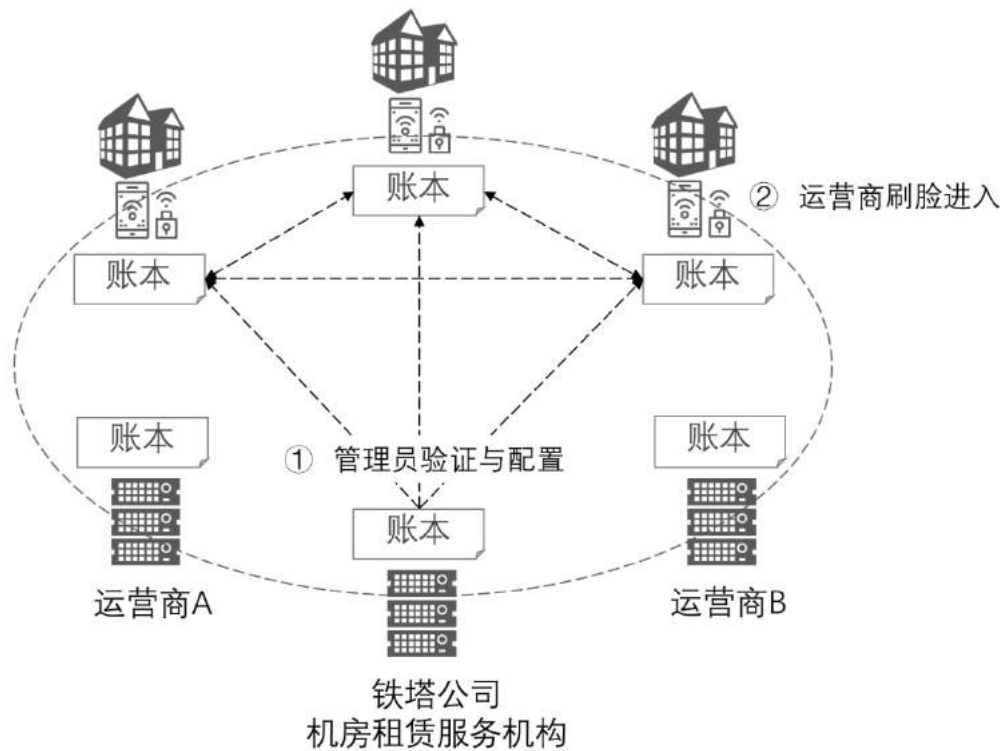 账本
② 运营商刷脸进入
账本
账本
账本
账本
① 管理员验证与配置
账本
运营商A
运营商B
铁塔公司
机房租赁服务机构